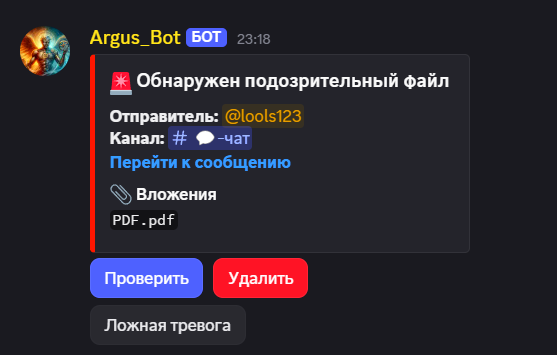 Argus_Bot БОТ 23:18
🚨 Обнаружен подозрительный файл
Отправитель: @lools123
Канал: # 💬-чат
Перейти к сообщению
📎 Вложения
PDF.pdf
Проверить Удалить
Ложная тревога